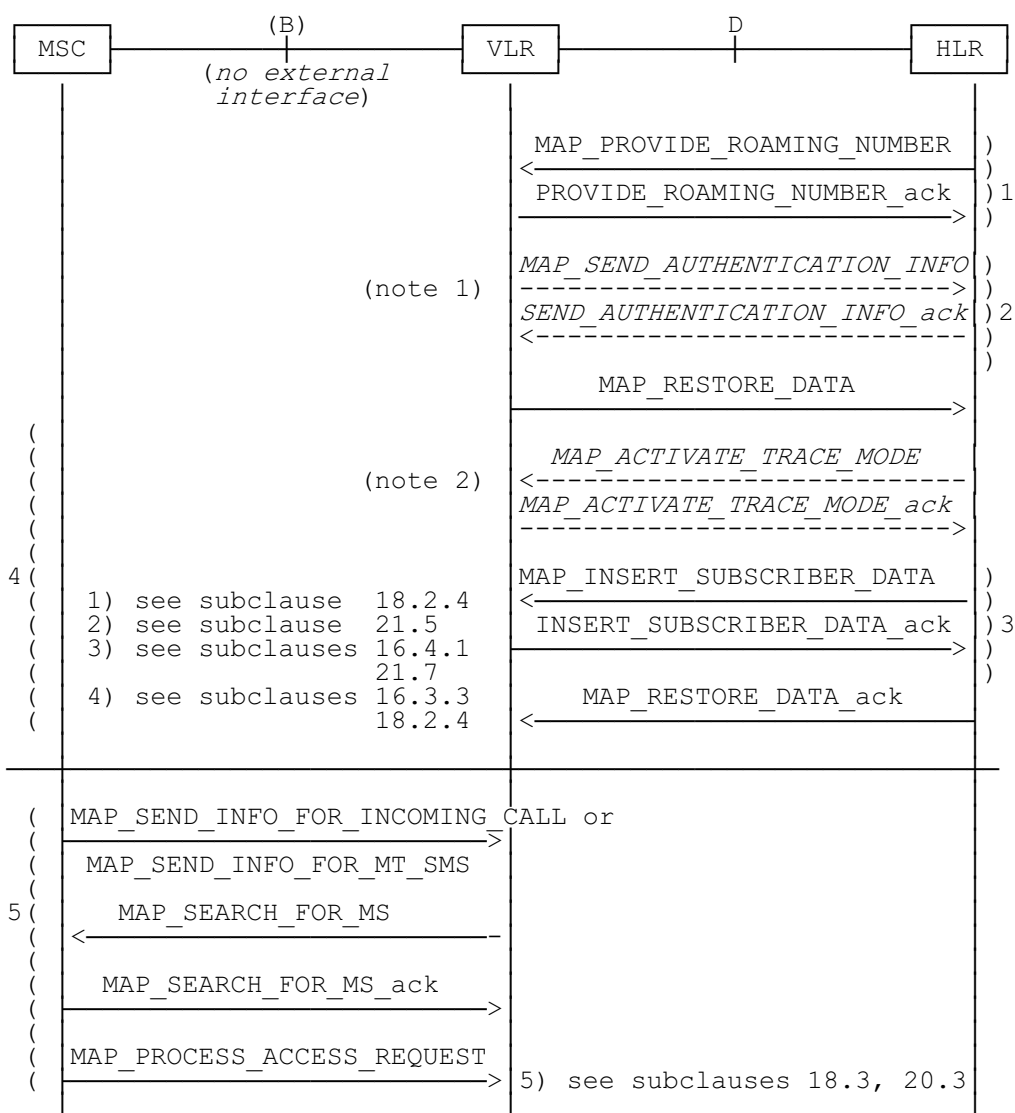 (B) D
MSC VLR HLR
(no external
interface)
MAP_PROVIDE_ROAMING_NUMBER )
< )
PROVIDE_ROAMING_NUMBER_ack )1
> )
MAP_SEND_AUTHENTICATION_INFO )
(note 1) -----------------------------> )
SEND_AUTHENTICATION_INFO_ack )2
<----------------------------- )
)
MAP_RESTORE_DATA
>
(
( MAP_ACTIVATE_TRACE_MODE
( (note 2) <-----------------------------
( MAP_ACTIVATE_TRACE_MODE_ack
( ----------------------------->
(
4( MAP_INSERT_SUBSCRIBER_DATA )
( 1) see subclause 18.2.4 < )
( 2) see subclause 21.5 INSERT_SUBSCRIBER_DATA_ack )3
( 3) see subclauses 16.4.1 > )
( 21.7 )
( 4) see subclauses 16.3.3 MAP_RESTORE_DATA_ack
( 18.2.4 <
( MAP_SEND_INFO_FOR_INCOMING_CALL or
( >
( MAP_SEND_INFO_FOR_MT_SMS
(
5( MAP_SEARCH_FOR_MS
( < -
(
( MAP_SEARCH_FOR_MS_ack
( >
(
( MAP_PROCESS_ACCESS_REQUEST
( > 5) see subclauses 18.3, 20.3